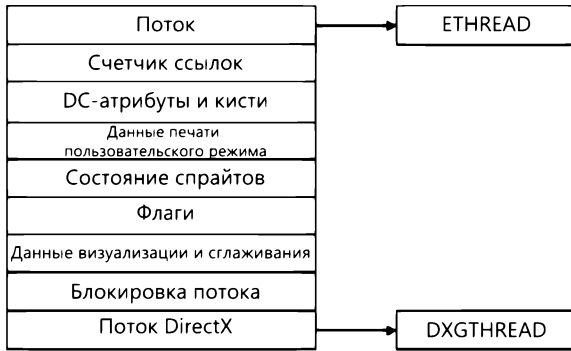 Поток
ETHREAD
Счетчик ссылок
DC-атрибуты и кисти
Данные печати
пользовательского режима
Состояние спрайтов
Флаги
Данные визуализации и сглаживания
Блокировка потока
Поток DirectX
DXGTHREAD